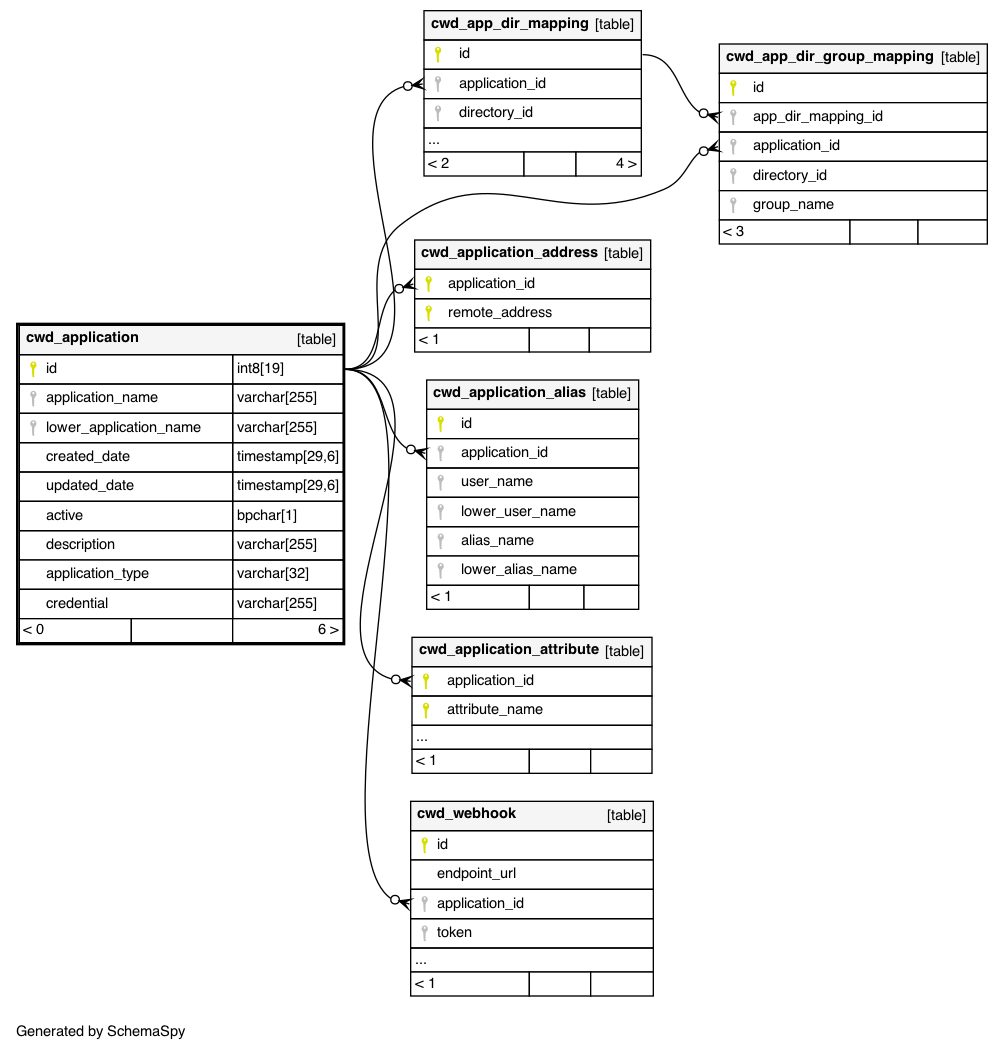 cwd_app_dir_mapping [table]
id
application_id
directory_id
...
< 2 4 >
cwd_app_dir_group_mapping [table]
id
app_dir_mapping_id
application_id
directory_id
group_name
< 3
cwd_application_address [table]
application_id
remote_address
< 1
cwd_application [table]
id int8[19]
application_name varchar[255]
lower_application_name varchar[255]
created_date timestamp[29,6]
updated_date timestamp[29,6]
active bpchar[1]
description varchar[255]
application_type varchar[32]
credential varchar[255]
< 0 6 >
cwd_application_alias [table]
id
application_id
user_name
lower_user_name
alias_name
lower_alias_name
< 1
cwd_application_attribute [table]
application_id
attribute_name
...
< 1
cwd_webhook [table]
id
endpoint_url
application_id
token
...
< 1
Generated by SchemaSpy